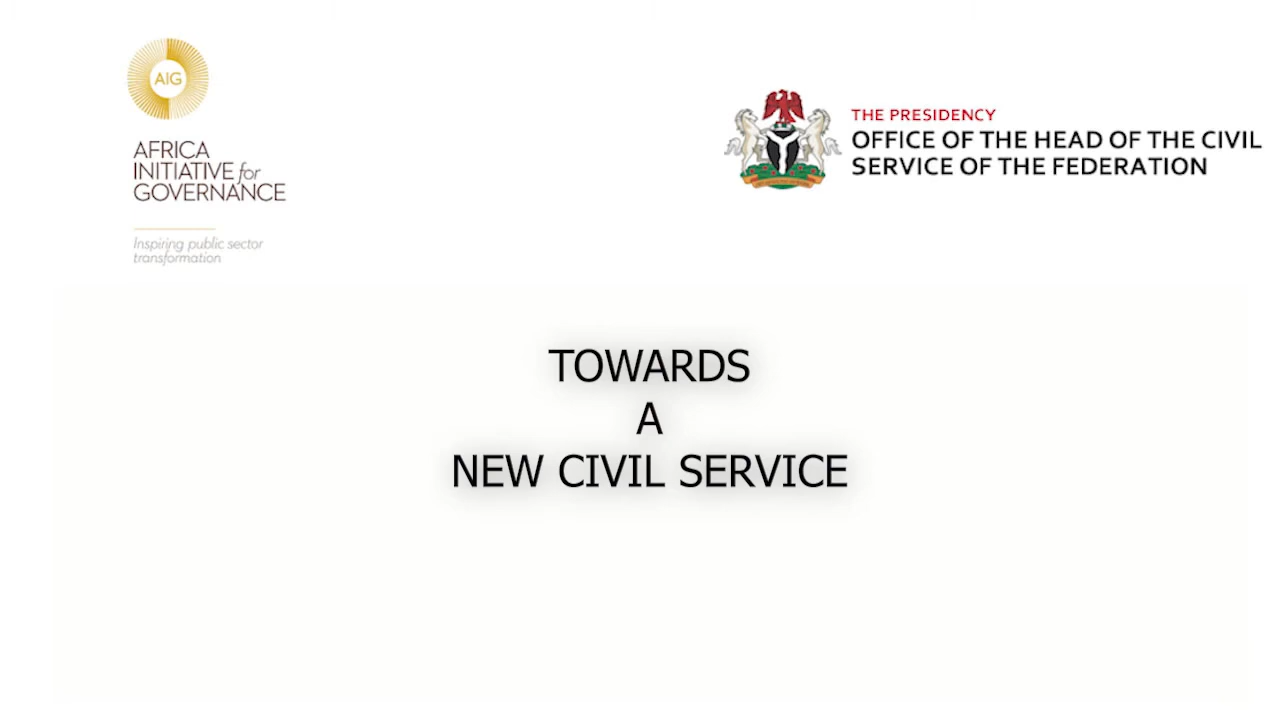 AIG
AFRICA
INITIATIVE for
GOVERNANCE
Inspiring public sector
transformation
THE PRESIDENCY
OFFICE OF THE HEAD OF THE CIVIL
SERVICE OF THE FEDERATION
TOWARDS
A
NEW CIVIL SERVICE